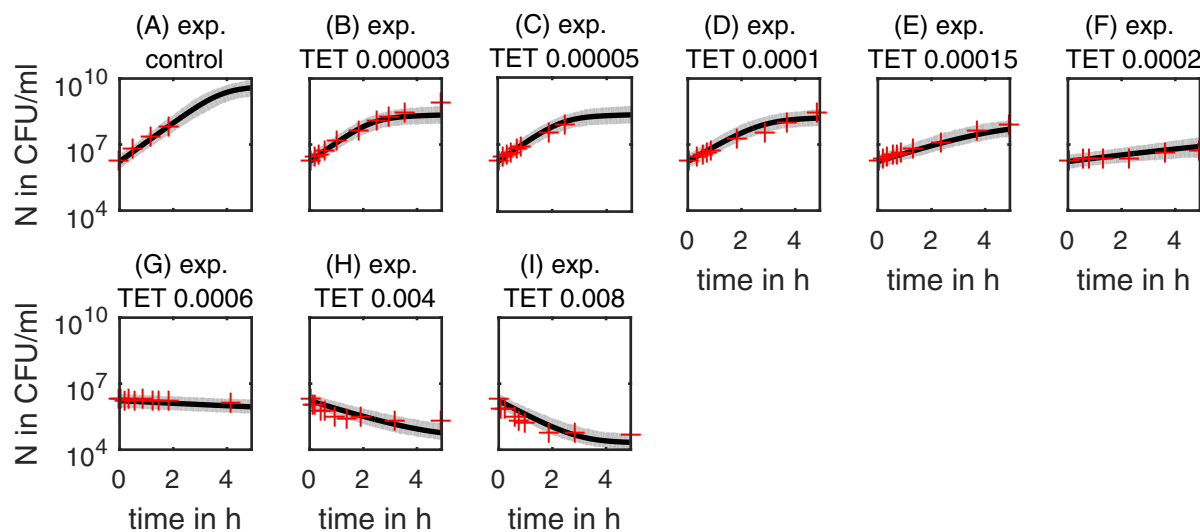 (A) exp.
control
(B) exp.
TET 0.00003
(C) exp.
TET 0.00005
(D) exp.
TET 0.0001
(E) exp.
TET 0.00015
(F) exp.
TET 0.0002
N in CFU/ml
10^10
10^7
10^4
0 2 4
time in h
0 2 4
time in h
0 2 4
time in h
(G) exp.
TET 0.0006
(H) exp.
TET 0.004
(I) exp.
TET 0.008
N in CFU/ml
10^10
10^7
10^4
0 2 4
time in h
0 2 4
time in h
0 2 4
time in h